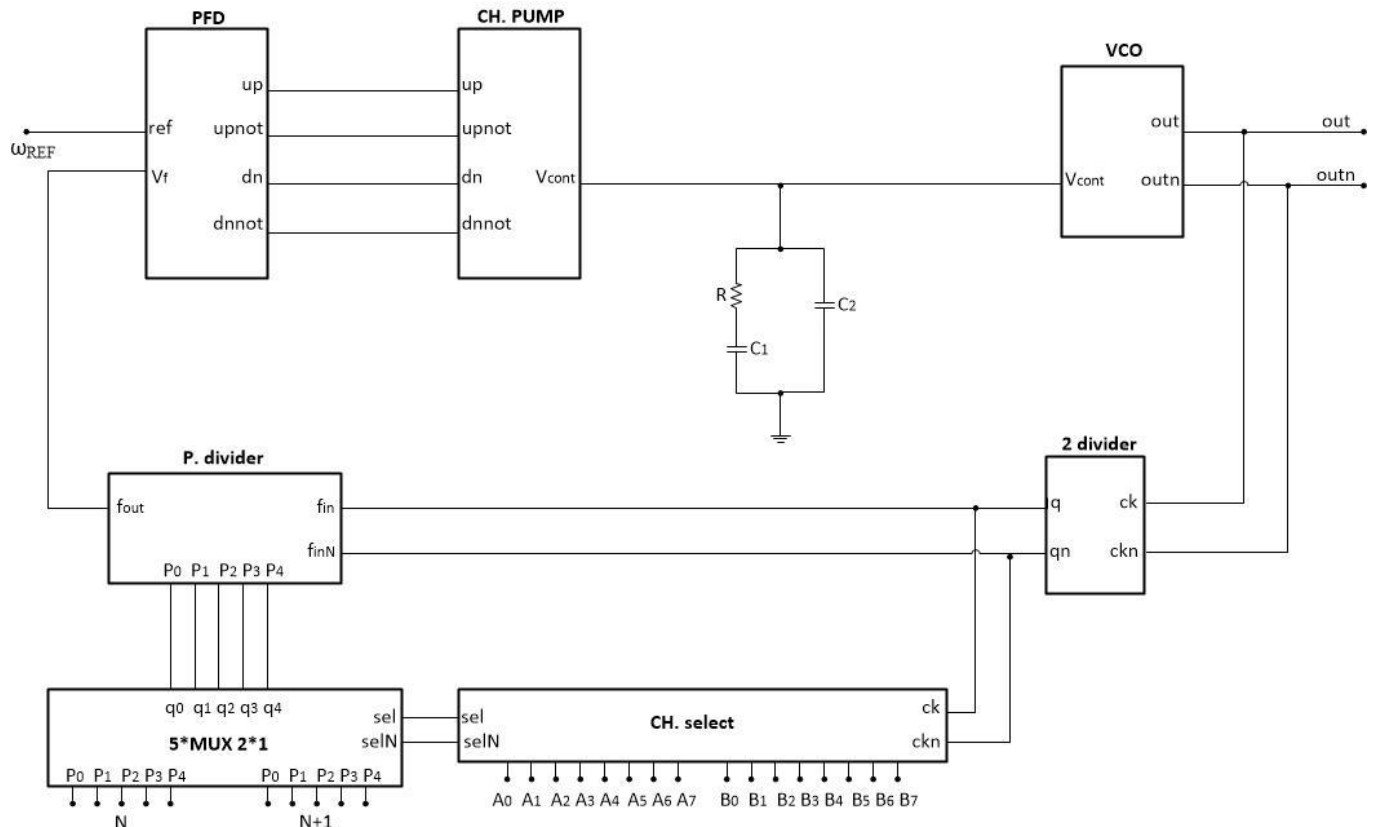 PFD
CH. PUMP
VCO
up
up
upnot
upnot
ref
ωREF
out
out
Vf
dn
dn
Vcont
Vcont
outn
outn
dnnot
dnnot
R
C2
C1
P. divider
2 divider
fout
fin
q
ck
finN
qn
ckn
P0 P1 P2 P3 P4
q0 q1 q2 q3 q4
sel
sel
CH. select
ck
5*MUX 2*1
selN
selN
ckn
P0 P1 P2 P3 P4
P0 P1 P2 P3 P4
A0 A1 A2 A3 A4 A5 A6 A7
B0 B1 B2 B3 B4 B5 B6 B7
N
N+1